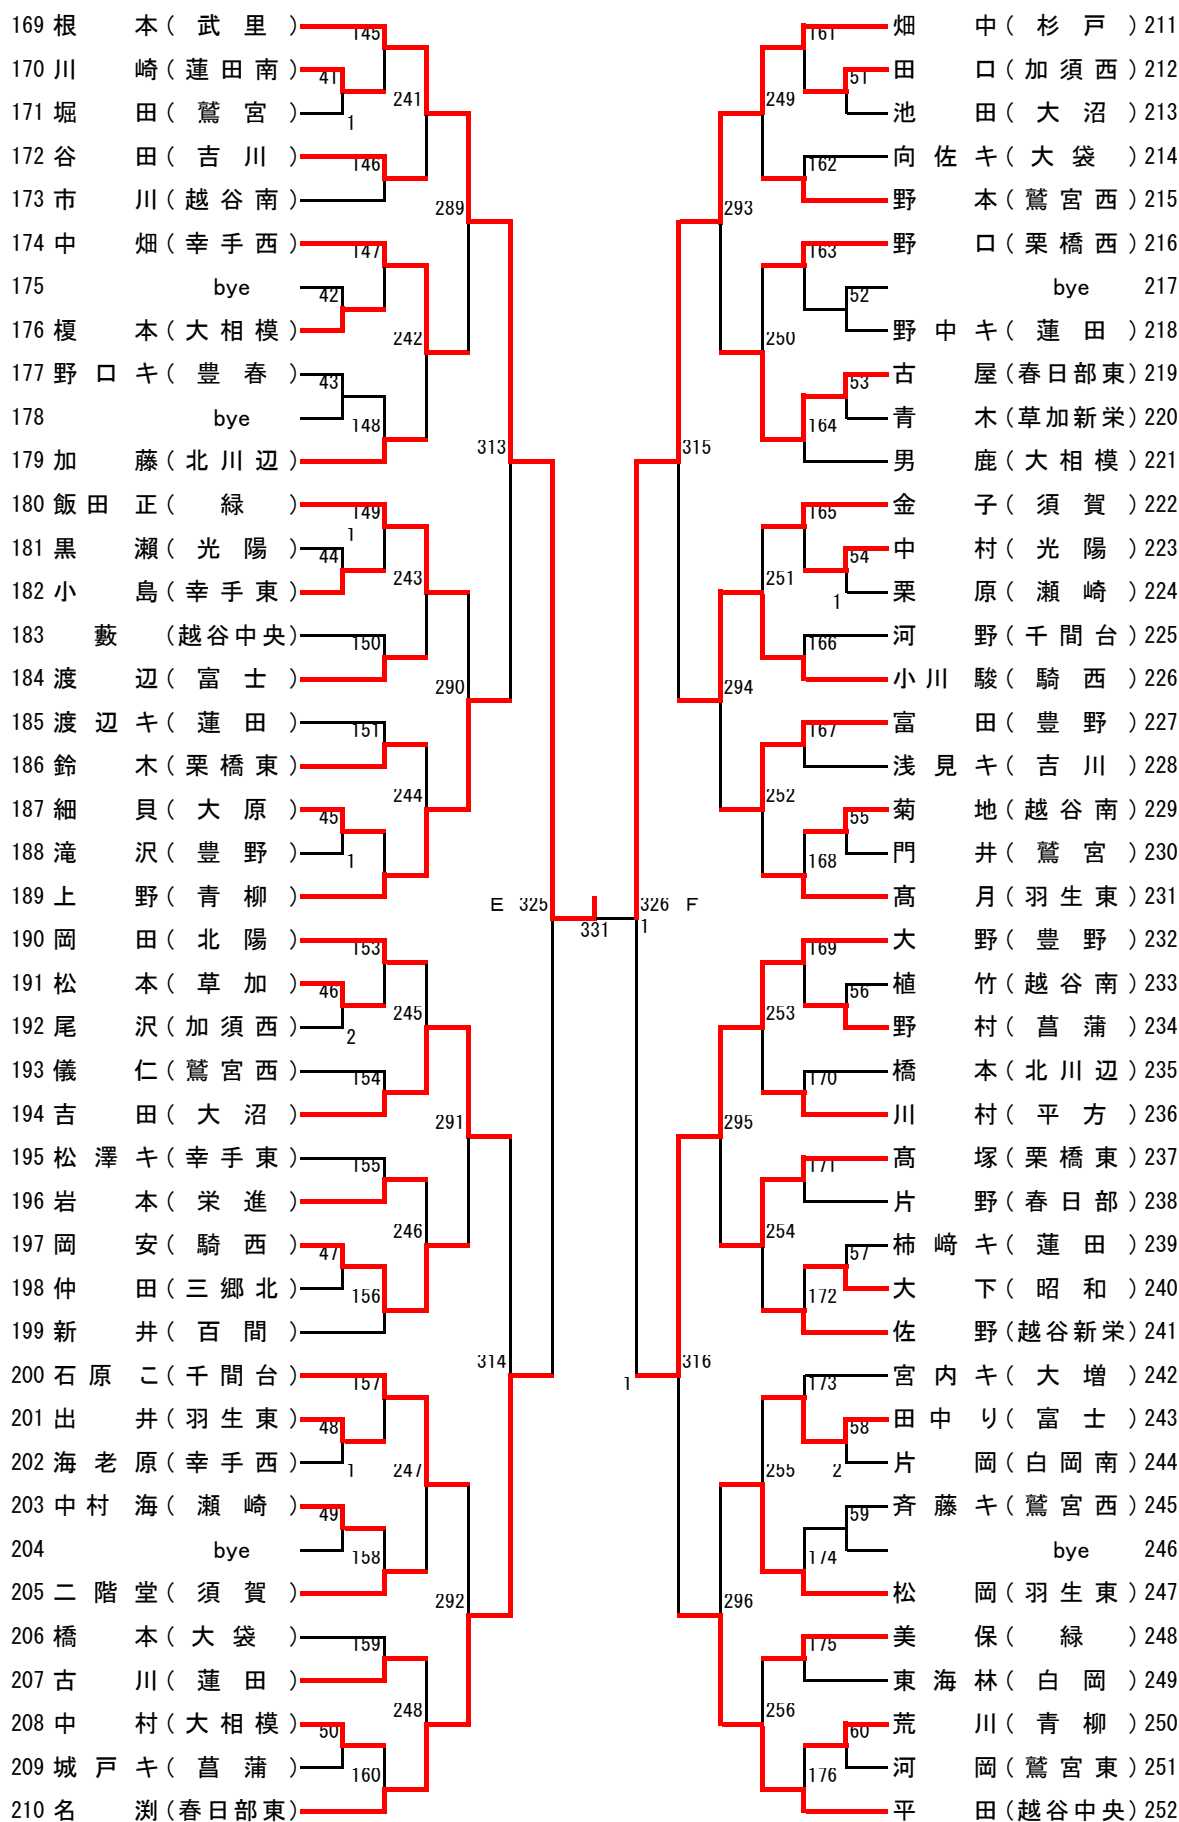 169 根 本 ( 武 里 ) 145 161 畑 中 ( 杉 戸 ) 211
170 川 崎 ( 蓮 田 南 ) 41 241 249 51 田 口 ( 加 須 西 ) 212
171 堀 田 ( 鷲 宮 ) 1 池 田 ( 大 沼 ) 213
172 谷 田 ( 吉 川 ) 146 162 向 佐 キ ( 大 袋 ) 214
173 市 川 ( 越 谷 南 ) 289 293 野 本 ( 鷲 宮 西 ) 215
174 中 畑 ( 幸 手 西 ) 147 163 野 口 ( 栗 橋 西 ) 216
175 bye 42 52 bye 217
176 榎 本 ( 大 相 模 ) 242 250 野 中 キ ( 蓮 田 ) 218
177 野 口 キ ( 豊 春 ) 43 53 古 屋 ( 春 日 部 東 ) 219
178 bye 148 164 青 木 ( 草 加 新 栄 ) 220
179 加 藤 ( 北 川 辺 ) 313 315 男 鹿 ( 大 相 模 ) 221
180 飯 田 正 ( 緑 ) 149 165 金 子 ( 須 賀 ) 222
181 黒 瀬 ( 光 陽 ) 1 44 54 中 村 ( 光 陽 ) 223
182 小 島 ( 幸 手 東 ) 243 251 1 栗 原 ( 瀬 崎 ) 224
183 藪 ( 越 谷 中 央 ) 150 166 河 野 ( 千 間 台 ) 225
184 渡 辺 ( 富 士 ) 290 294 小 川 駿 ( 騎 西 ) 226
185 渡 辺 キ ( 蓮 田 ) 151 167 富 田 ( 豊 野 ) 227
186 鈴 木 ( 栗 橋 東 ) 244 252 浅 見 キ ( 吉 川 ) 228
187 細 貝 ( 大 原 ) 45 55 菊 地 ( 越 谷 南 ) 229
188 滝 沢 ( 豊 野 ) 1 168 門 井 ( 鷲 宮 ) 230
189 上 野 ( 青 柳 ) E 325 331 326 F 1 髙 月 ( 羽 生 東 ) 231
190 岡 田 ( 北 陽 ) 153 169 大 野 ( 豊 野 ) 232
191 松 本 ( 草 加 ) 46 245 253 56 植 竹 ( 越 谷 南 ) 233
192 尾 沢 ( 加 須 西 ) 2 野 村 ( 菖 蒲 ) 234
193 儀 仁 ( 鷲 宮 西 ) 154 170 橋 本 ( 北 川 辺 ) 235
194 吉 田 ( 大 沼 ) 291 295 川 村 ( 平 方 ) 236
195 松 澤 キ ( 幸 手 東 ) 155 171 髙 塚 ( 栗 橋 東 ) 237
196 岩 本 ( 栄 進 ) 246 254 片 野 ( 春 日 部 ) 238
197 岡 安 ( 騎 西 ) 47 57 柿 﨑 キ ( 蓮 田 ) 239
198 仲 田 ( 三 郷 北 ) 156 172 大 下 ( 昭 和 ) 240
199 新 井 ( 百 間 ) 314 316 佐 野 ( 越 谷 新 栄 ) 241
200 石 原 こ ( 千 間 台 ) 157 1 173 宮 内 キ ( 大 増 ) 242
201 出 井 ( 羽 生 東 ) 48 58 田 中 り ( 富 士 ) 243
202 海 老 原 ( 幸 手 西 ) 1 247 255 2 片 岡 ( 白 岡 南 ) 244
203 中 村 海 ( 瀬 崎 ) 49 59 斉 藤 キ ( 鷲 宮 西 ) 245
204 bye 158 174 bye 246
205 二 階 堂 ( 須 賀 ) 292 296 松 岡 ( 羽 生 東 ) 247
206 橋 本 ( 大 袋 ) 159 175 美 保 ( 緑 ) 248
207 古 川 ( 蓮 田 ) 248 256 東 海 林 ( 白 岡 ) 249
208 中 村 ( 大 相 模 ) 50 60 荒 川 ( 青 柳 ) 250
209 城 戸 キ ( 菖 蒲 ) 160 176 河 岡 ( 鷲 宮 東 ) 251
210 名 渕 ( 春 日 部 東 ) 平 田 ( 越 谷 中 央 ) 252